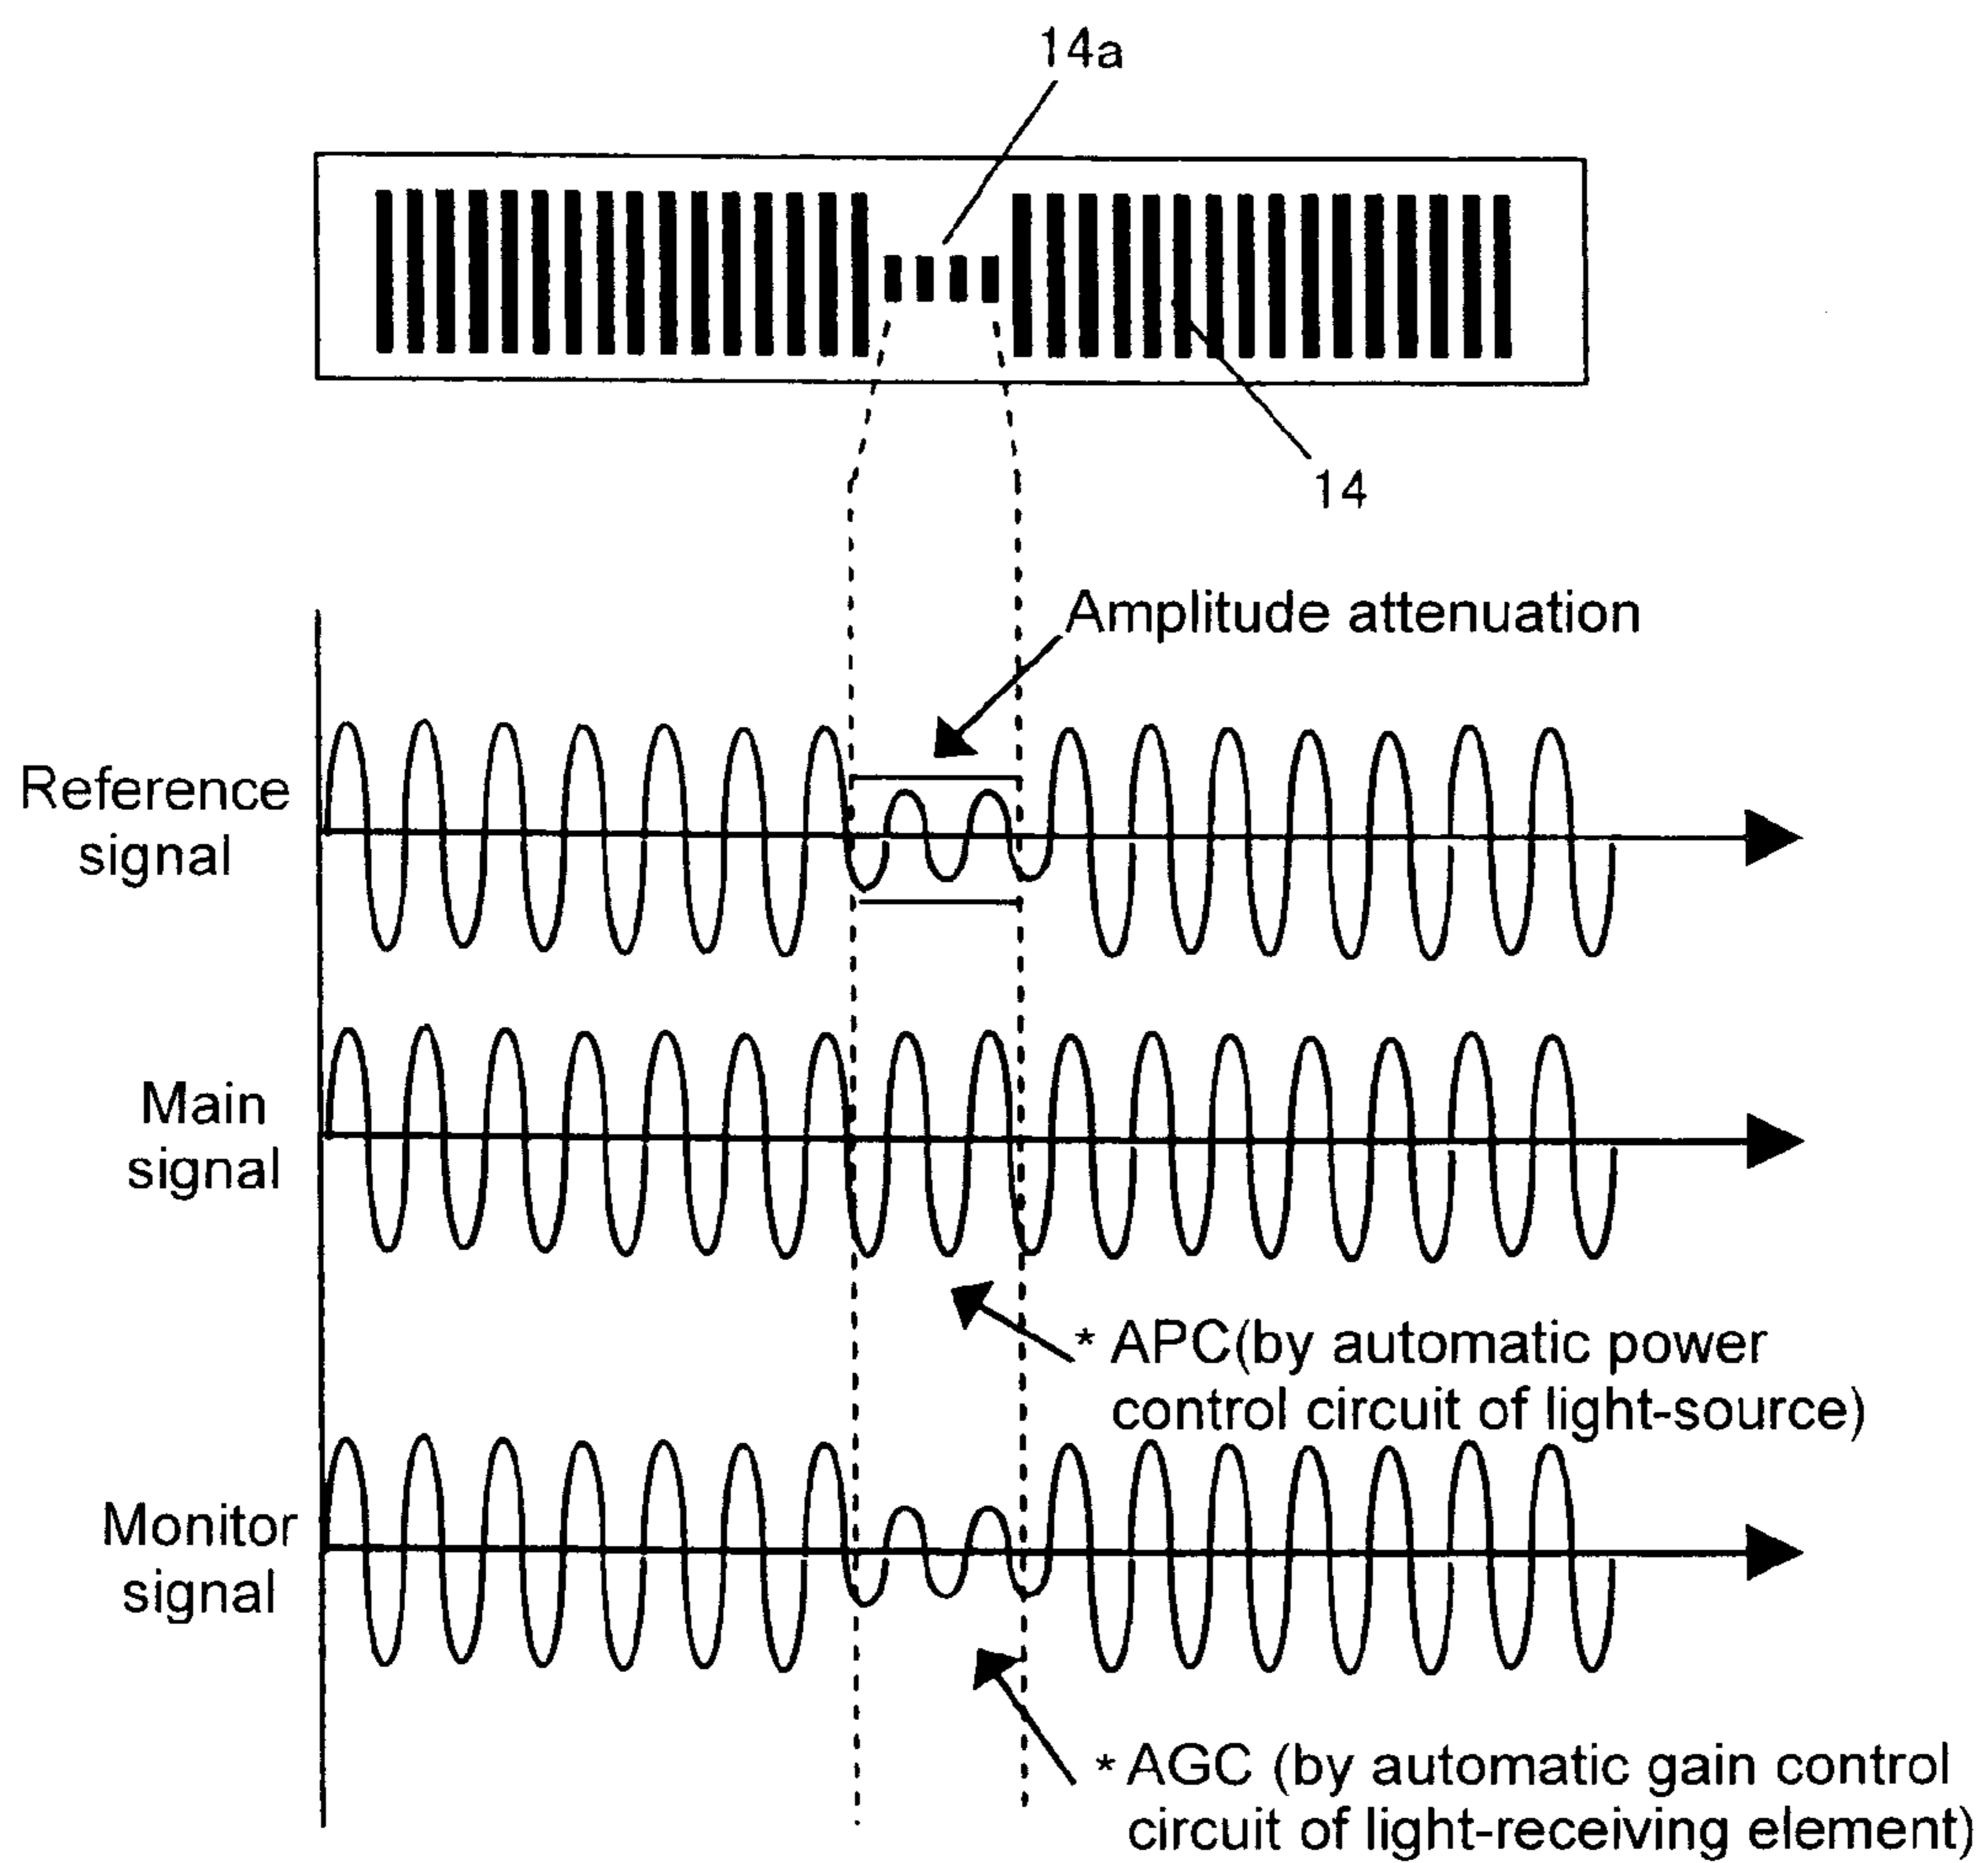 14a
14
Amplitude attenuation
Reference
signal
Main
signal
* APC(by automatic power
control circuit of light-source)
Monitor
signal
* AGC (by automatic gain control
circuit of light-receiving element)